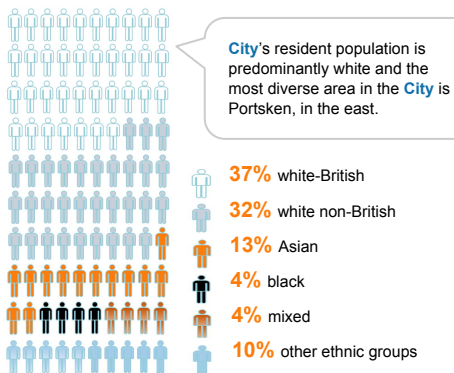 City's resident population is
predominantly white and the
most diverse area in the City is
Portsken, in the east.
37% white-British
32% white non-British
13% Asian
4% black
4% mixed
10% other ethnic groups